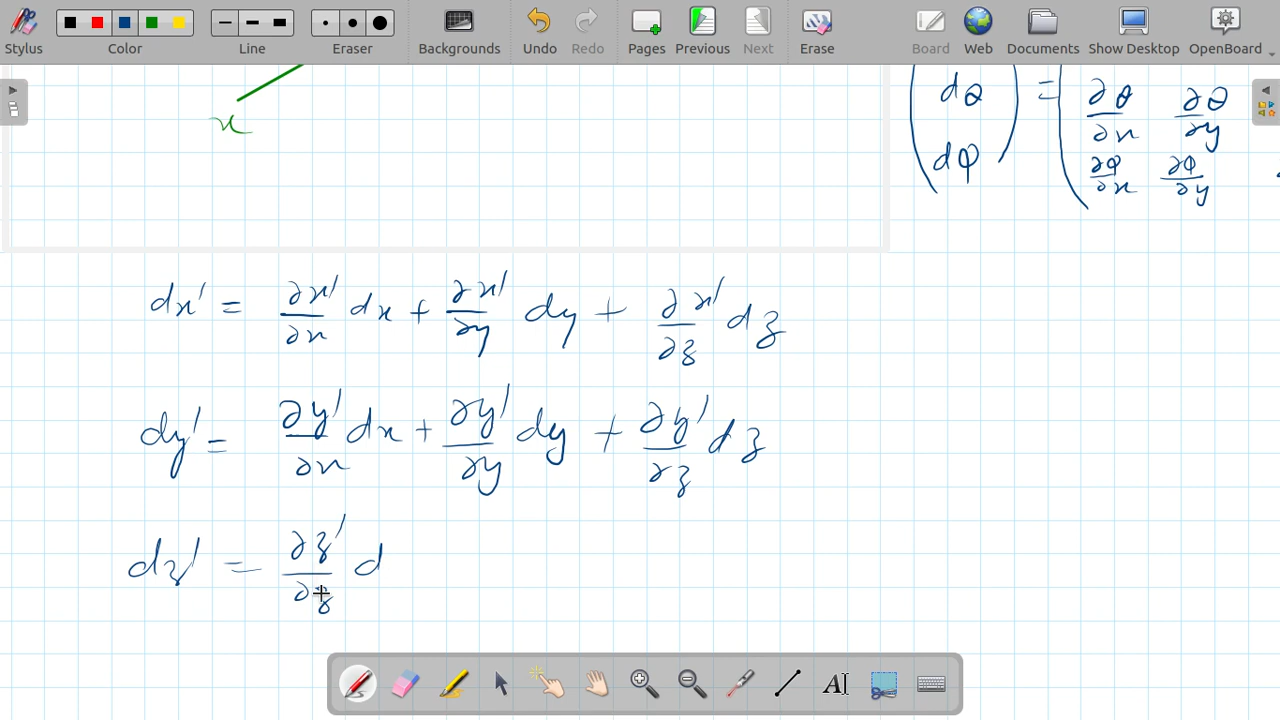 Stylus Color Line Eraser Backgrounds Undo Redo Pages Previous Next Erase Board Web Documents Show Desktop OpenBoard
x
dθ = ∂θ/∂x ∂θ/∂y
dφ ∂φ/∂x ∂φ/∂y
dx' = ∂x'/∂x dx + ∂x'/∂y dy + ∂x'/∂z dz
dy' = ∂y'/∂x dx + ∂y'/∂y dy + ∂y'/∂z dz
dz' = ∂z'/∂z d